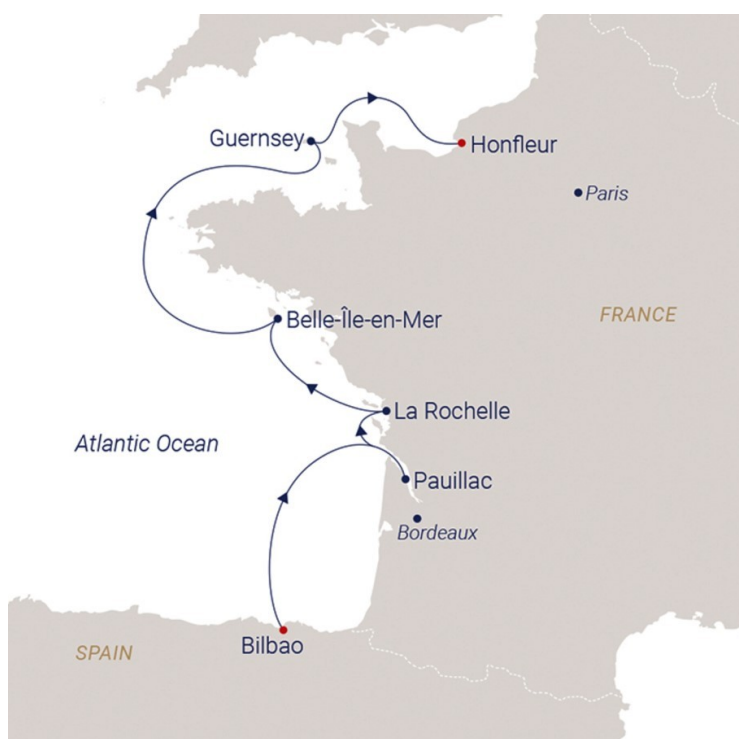 Guernsey
Honfleur
Paris
Belle-Île-en-Mer
FRANCE
La Rochelle
Atlantic Ocean
Pauillac
Bordeaux
Bilbao
SPAIN